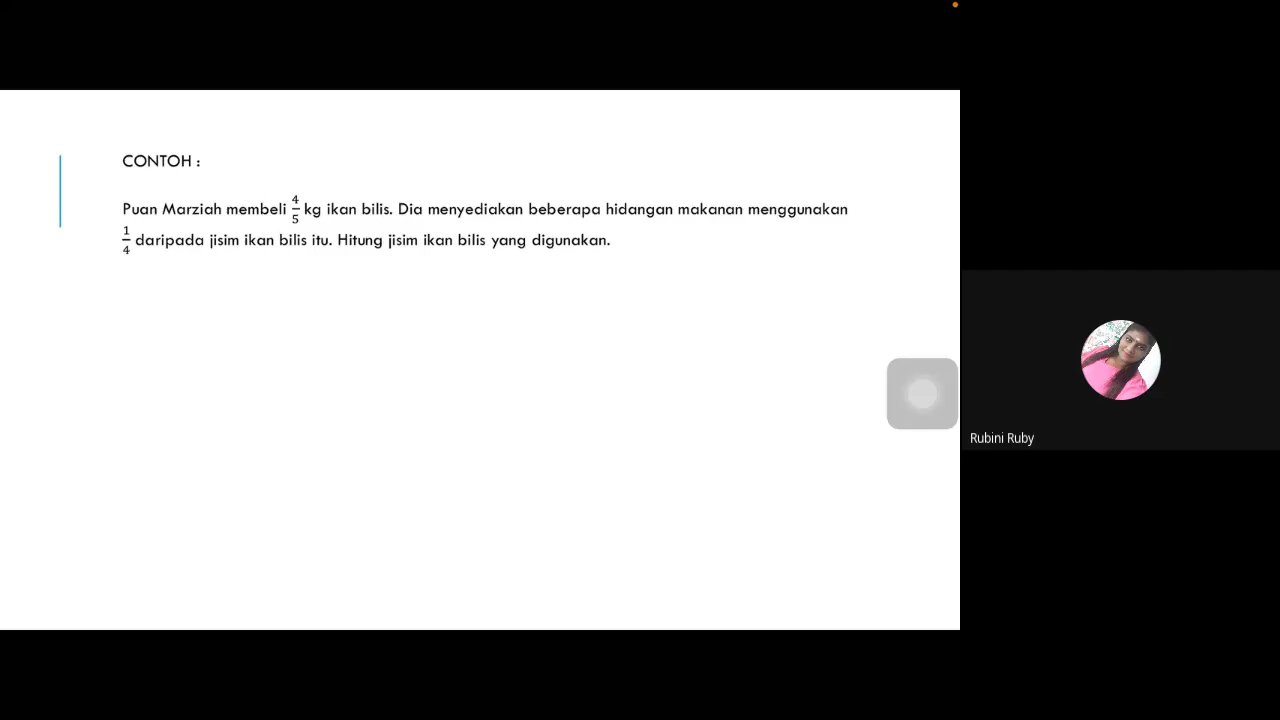 CONTOH :
Puan Marziah membeli 4/5 kg ikan bilis. Dia menyediakan beberapa hidangan makanan menggunakan
1/4 daripada jisim ikan bilis itu. Hitung jisim ikan bilis yang digunakan.
Rubini Ruby